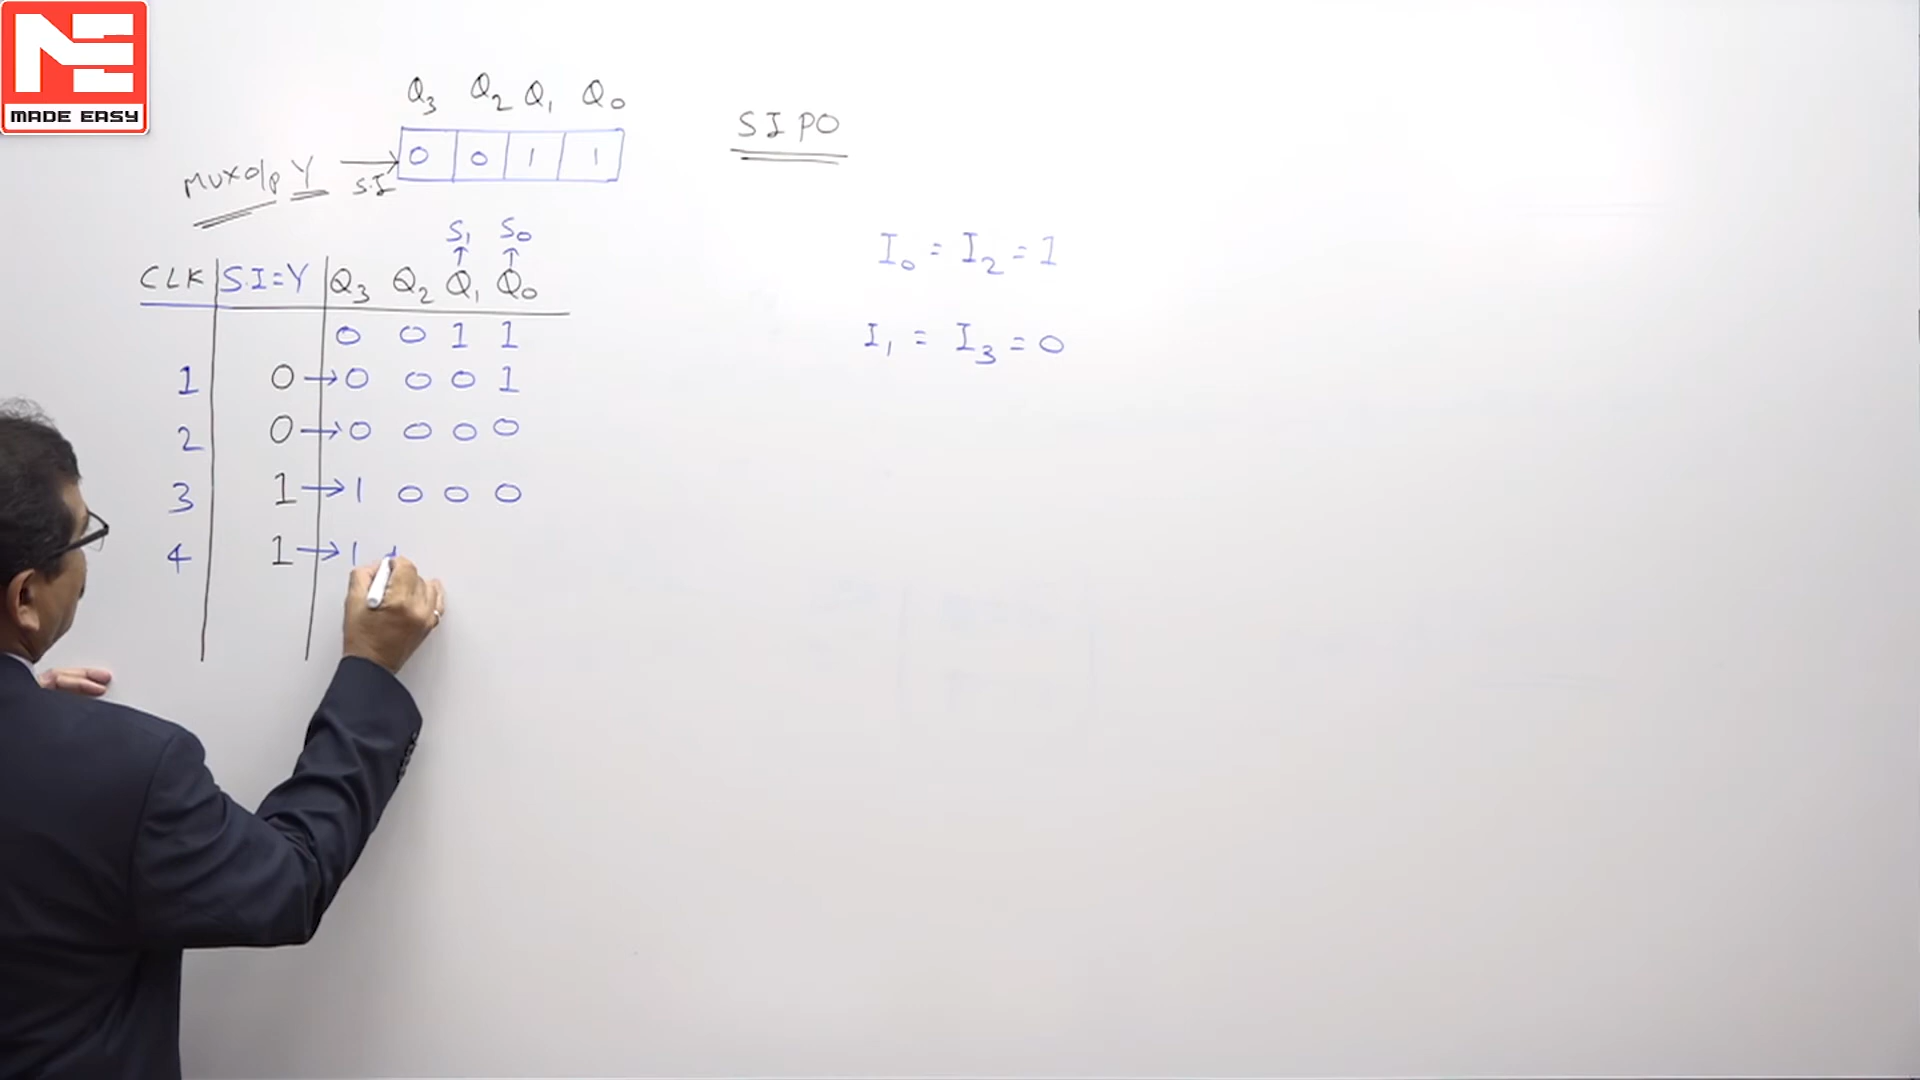 ME
MADE EASY
Q3 Q2 Q1 Q0
0 0 1 1
MUX o/p Y → S.I
SIPO
S1 S0
↑ ↑
CLK S.I=Y Q3 Q2 Q1 Q0
0 0 1 1
1 0 → 0 0 0 1
2 0 → 0 0 0 0
3 1 → 1 0 0 0
4 1 → 1
I0 = I2 = 1
I1 = I3 = 0